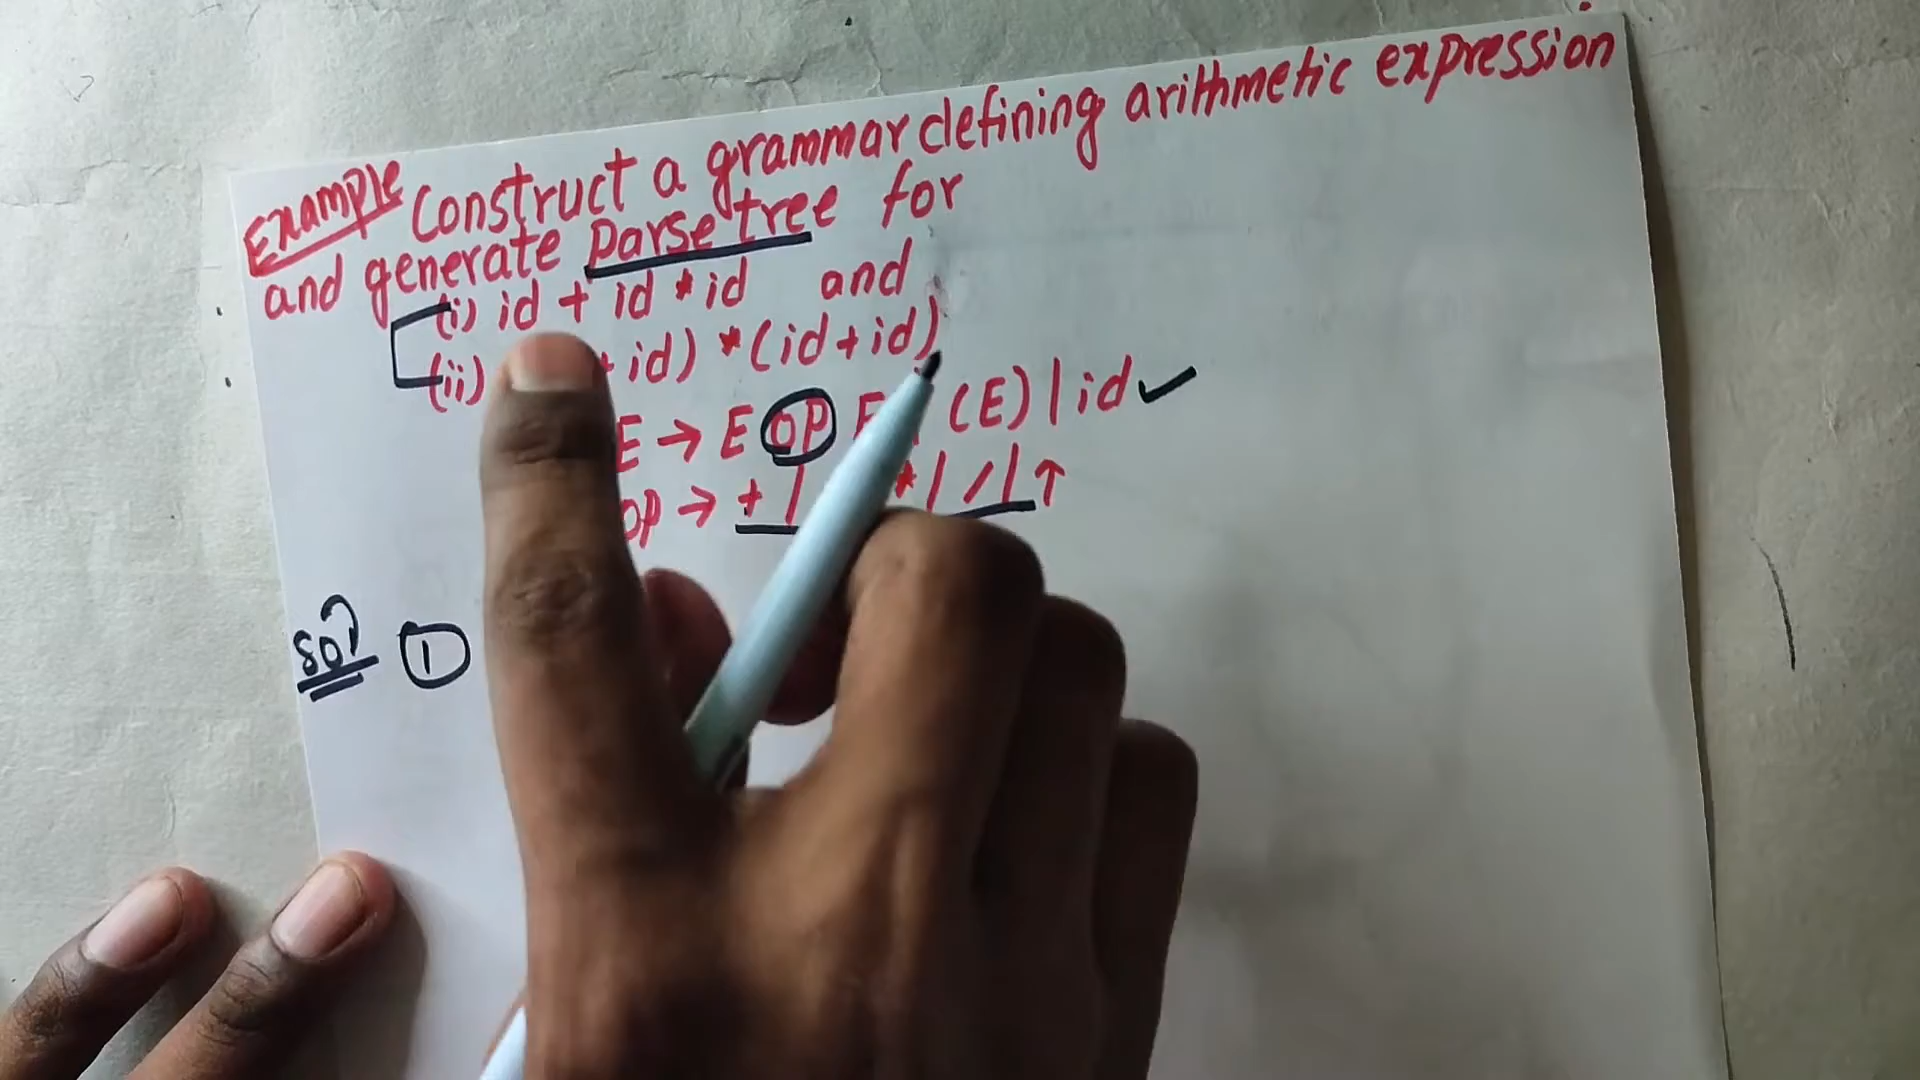 Example Construct a grammar defining arithmetic expression
and generate parse tree for
(i) id + id * id and
(ii) + id) * (id + id)
E → E OP (E) | id ✓
OP → + | * | / | ↑
Sol ①